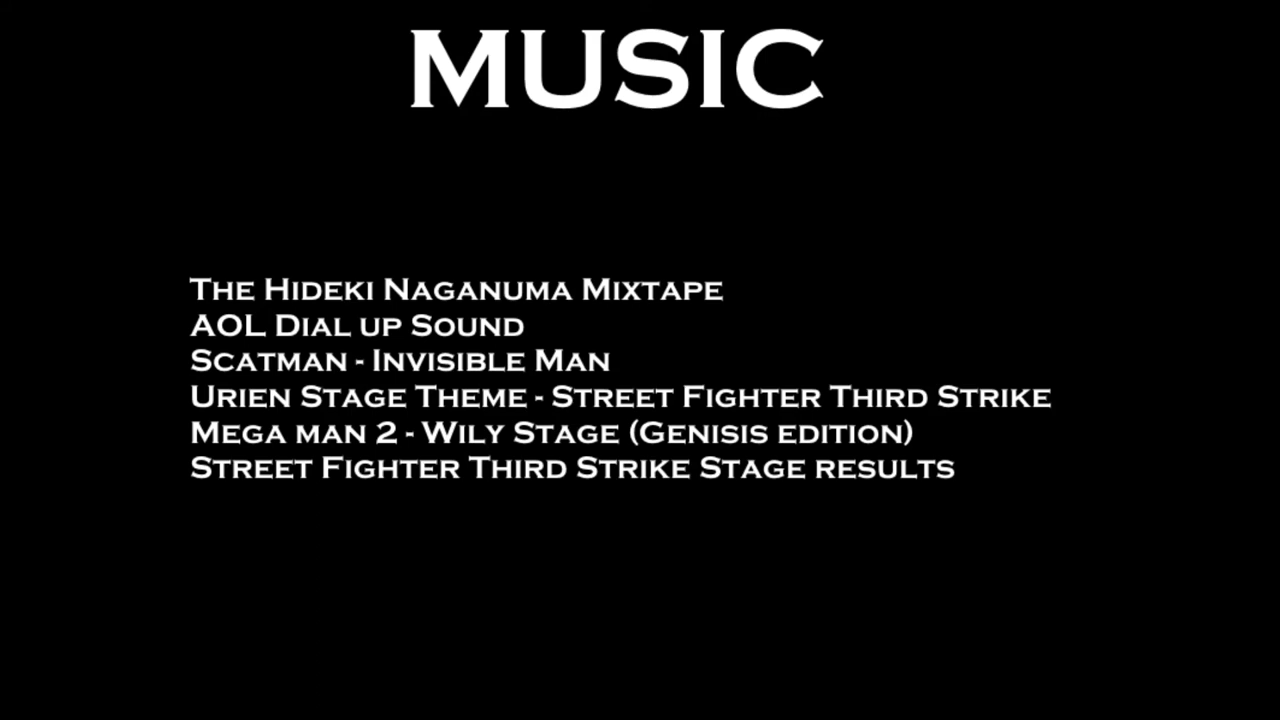 MUSIC
The Hideki Naganuma Mixtape
AOL Dial up Sound
Scatman - Invisible Man
Urien Stage Theme - Street Fighter Third Strike
Mega man 2 - Wily Stage (Genisis edition)
Street Fighter Third Strike Stage results